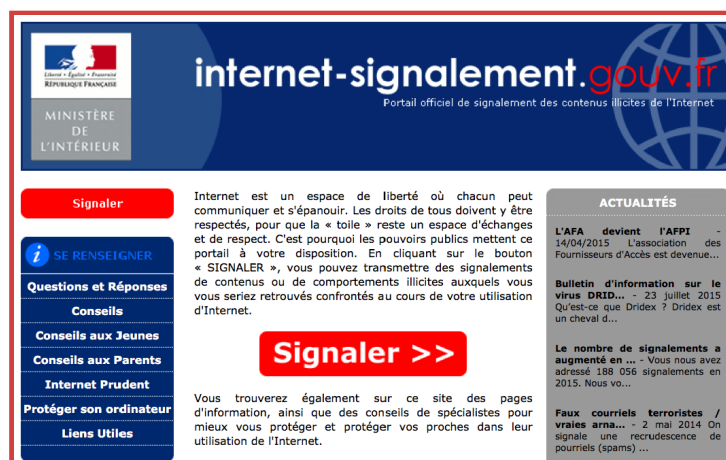 Liberté • Égalité • Fraternité
RÉPUBLIQUE FRANÇAISE
MINISTÈRE
DE
L'INTÉRIEUR
internet-signalement.gouv.fr
Portail officiel de signalement des contenus illicites de l'Internet
Signaler
i SE RENSEIGNER
Questions et Réponses
Conseils
Conseils aux Jeunes
Conseils aux Parents
Internet Prudent
Protéger son ordinateur
Liens Utiles
Internet est un espace de liberté où chacun peut
communiquer et s'épanouir. Les droits de tous doivent y être
respectés, pour que la « toile » reste un espace d'échanges
et de respect. C'est pourquoi les pouvoirs publics mettent ce
portail à votre disposition. En cliquant sur le bouton
« SIGNALER », vous pouvez transmettre des signalements
de contenus ou de comportements illicites auxquels vous
vous seriez retrouvés confrontés au cours de votre utilisation
d'Internet.
Signaler >>
Vous trouverez également sur ce site des pages
d'information, ainsi que des conseils de spécialistes pour
mieux vous protéger et protéger vos proches dans leur
utilisation de l'Internet.
ACTUALITÉS
L'AFA devient l'AFPI -
14/04/2015 L'association des
Fournisseurs d'Accès est devenue...
Bulletin d'information sur le
virus DRID... - 23 juillet 2015
Qu'est-ce que Dridex ? Dridex est
un cheval d...
Le nombre de signalements a
augmenté en ... - Vous nous avez
adressé 188 056 signalements en
2015. Nous vo...
Faux courriels terroristes /
vraies arna... - 2 mai 2014 On
signale une recrudescence de
pourriels (spams) ...